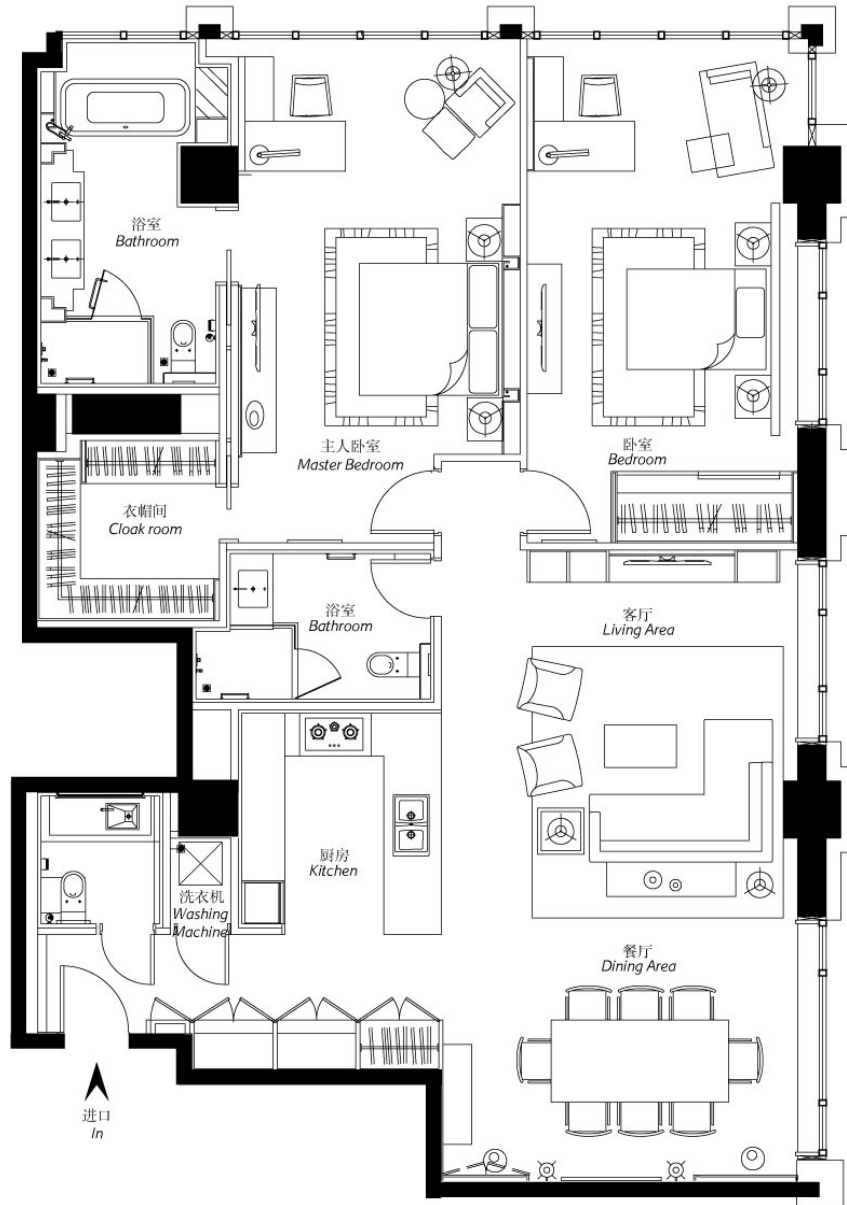 浴室
Bathroom
主人卧室
Master Bedroom
卧室
Bedroom
衣帽间
Cloak room
浴室
Bathroom
客厅
Living Area
厨房
Kitchen
洗衣机
Washing
Machine
餐厅
Dining Area
进口
In